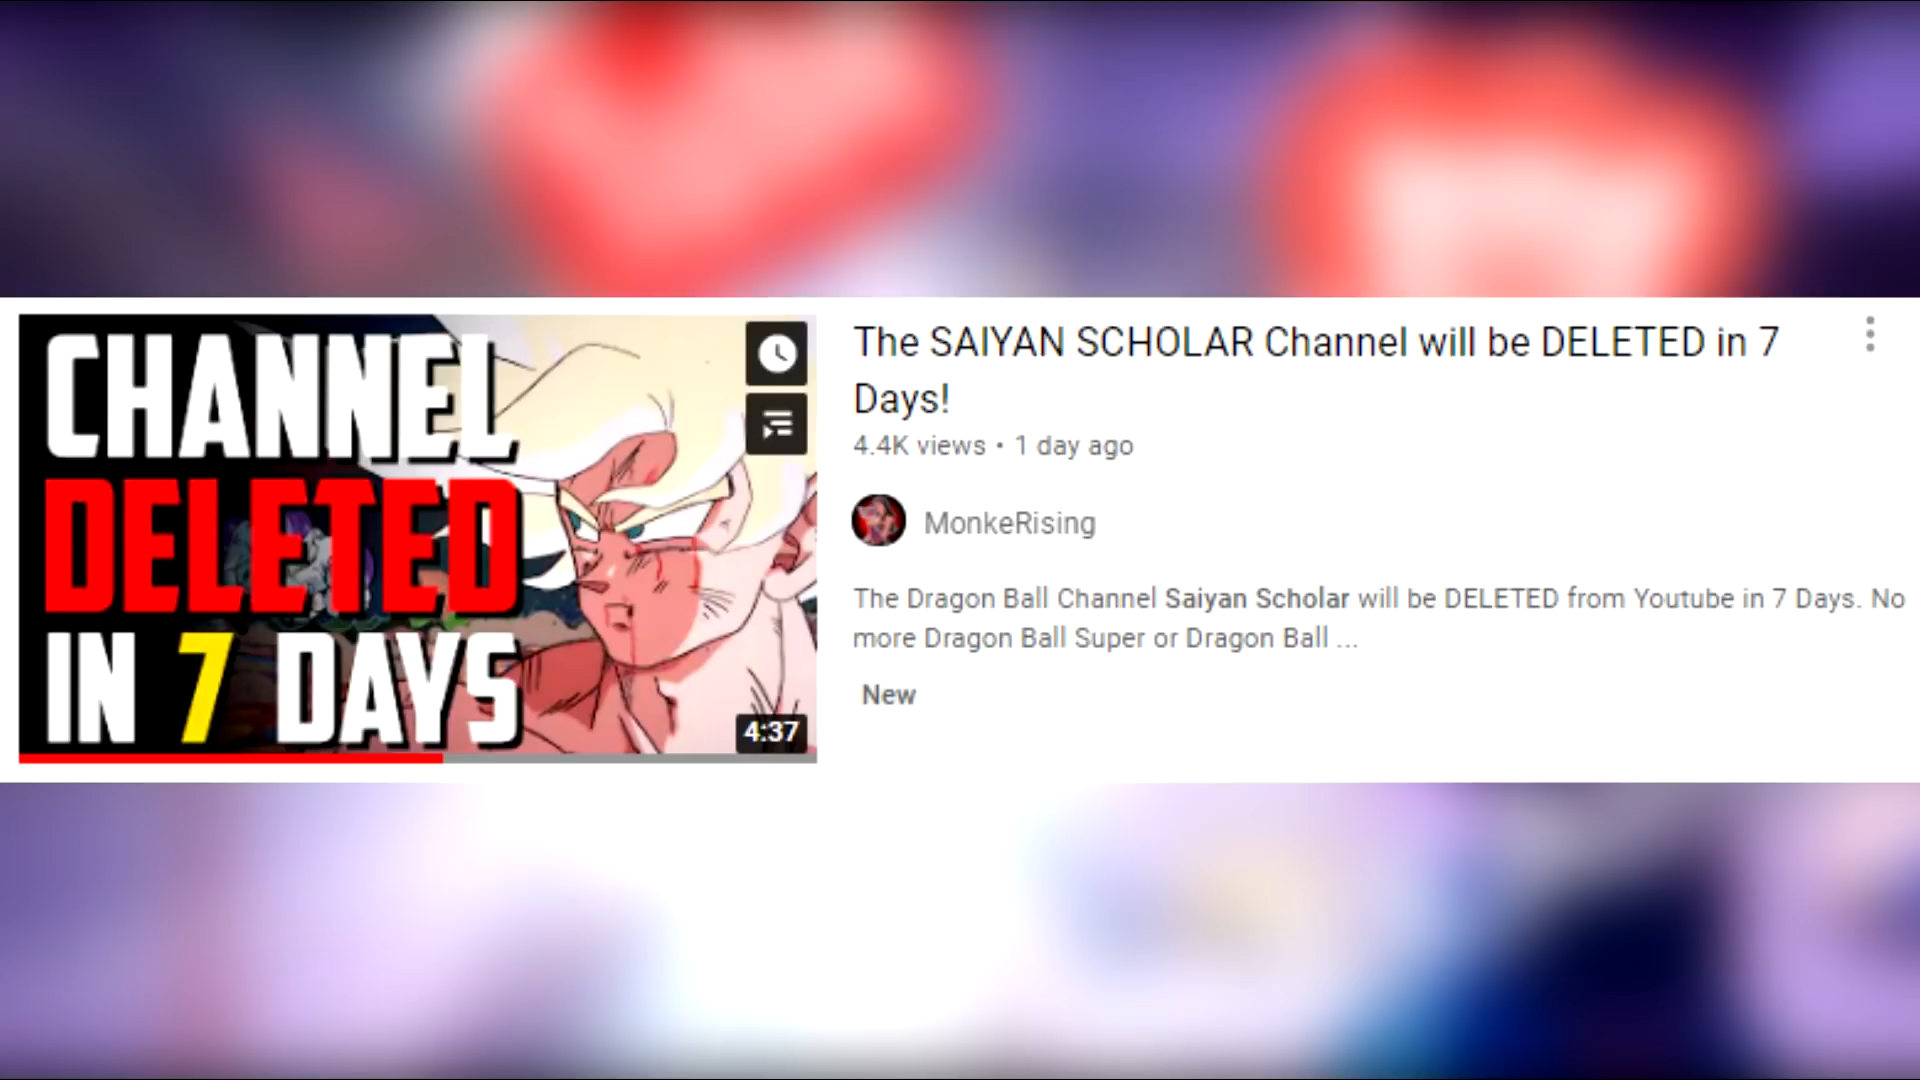 CHANNEL
DELETED
IN 7 DAYS
4:37
The SAIYAN SCHOLAR Channel will be DELETED in 7
Days!
4.4K views • 1 day ago
MonkeRising
The Dragon Ball Channel Saiyan Scholar will be DELETED from Youtube in 7 Days. No
more Dragon Ball Super or Dragon Ball ...
New